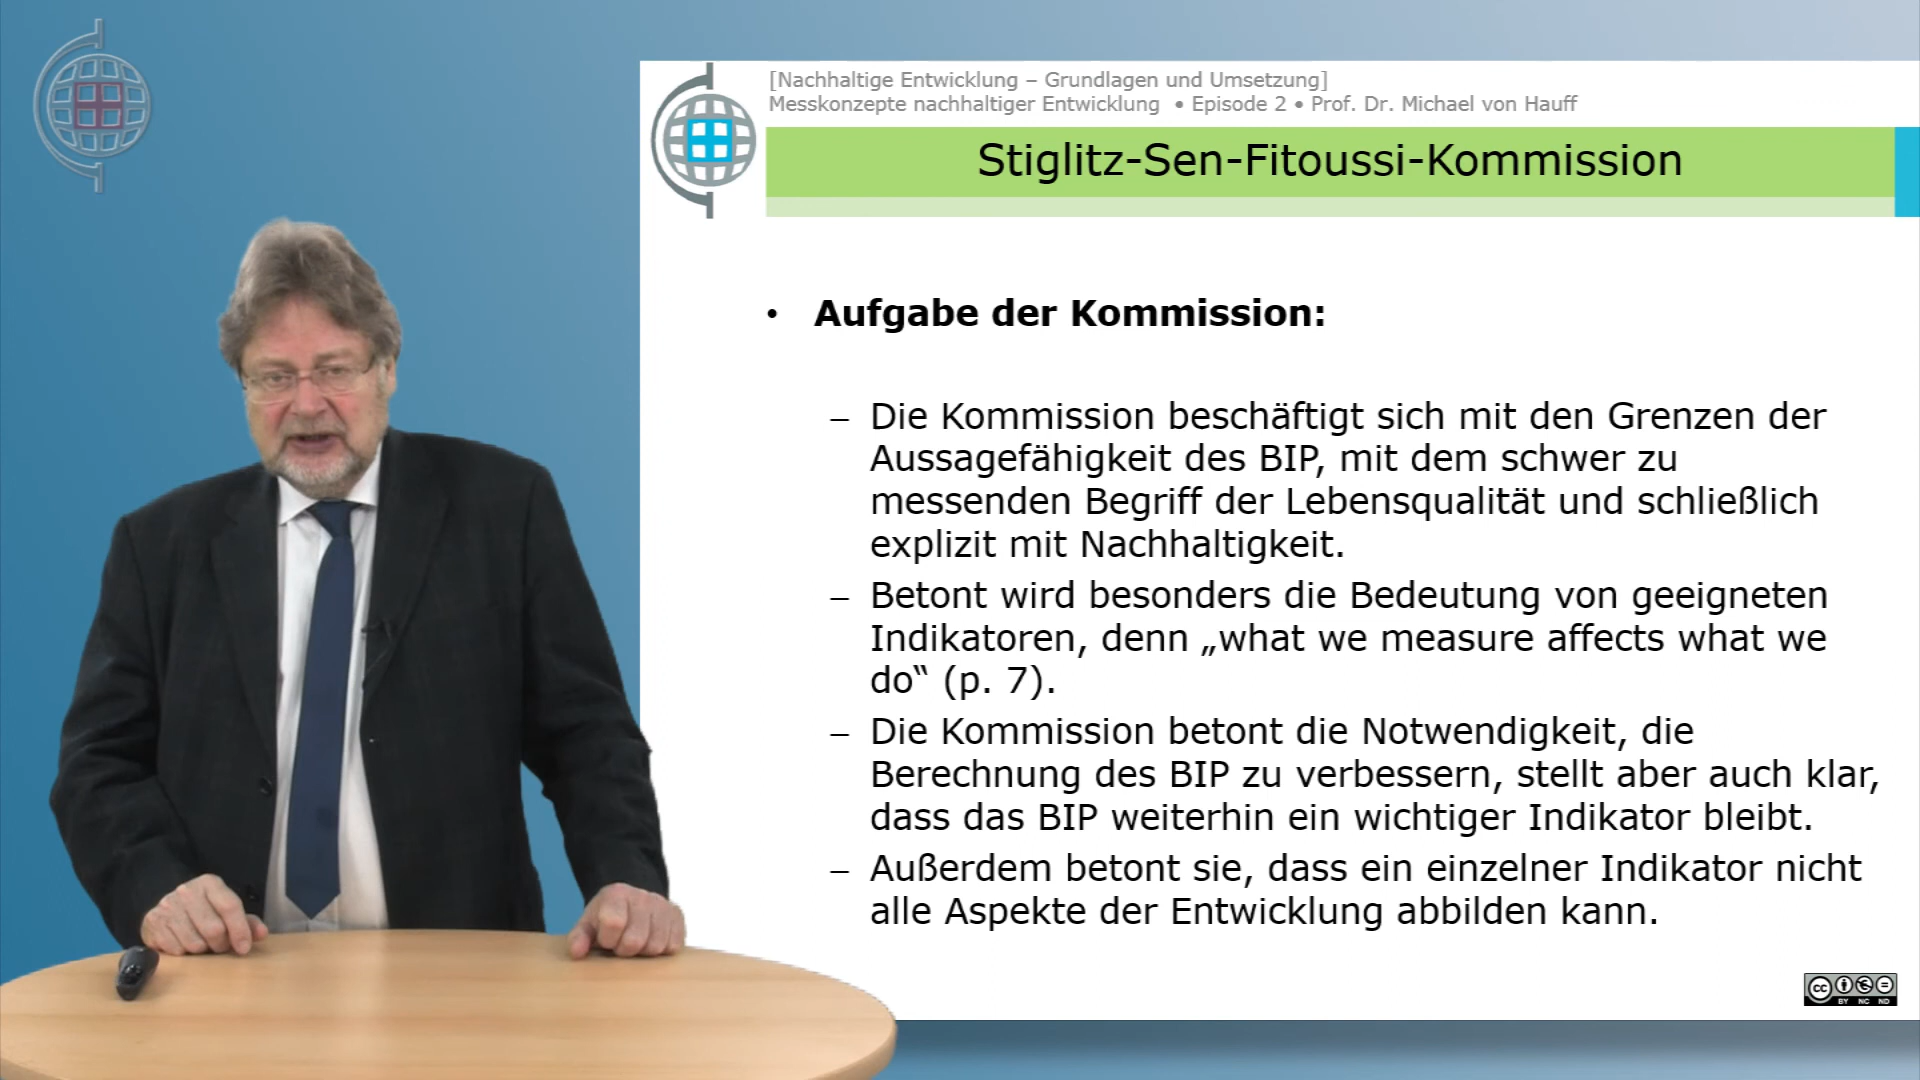 [Nachhaltige Entwicklung – Grundlagen und Umsetzung]
Messkonzepte nachhaltiger Entwicklung • Episode 2 • Prof. Dr. Michael von Hauff
Stiglitz-Sen-Fitoussi-Kommission
• Aufgabe der Kommission:
– Die Kommission beschäftigt sich mit den Grenzen der
Aussagefähigkeit des BIP, mit dem schwer zu
messenden Begriff der Lebensqualität und schließlich
explizit mit Nachhaltigkeit.
– Betont wird besonders die Bedeutung von geeigneten
Indikatoren, denn „what we measure affects what we
do“ (p. 7).
– Die Kommission betont die Notwendigkeit, die
Berechnung des BIP zu verbessern, stellt aber auch klar,
dass das BIP weiterhin ein wichtiger Indikator bleibt.
– Außerdem betont sie, dass ein einzelner Indikator nicht
alle Aspekte der Entwicklung abbilden kann.
cc
BY NC ND